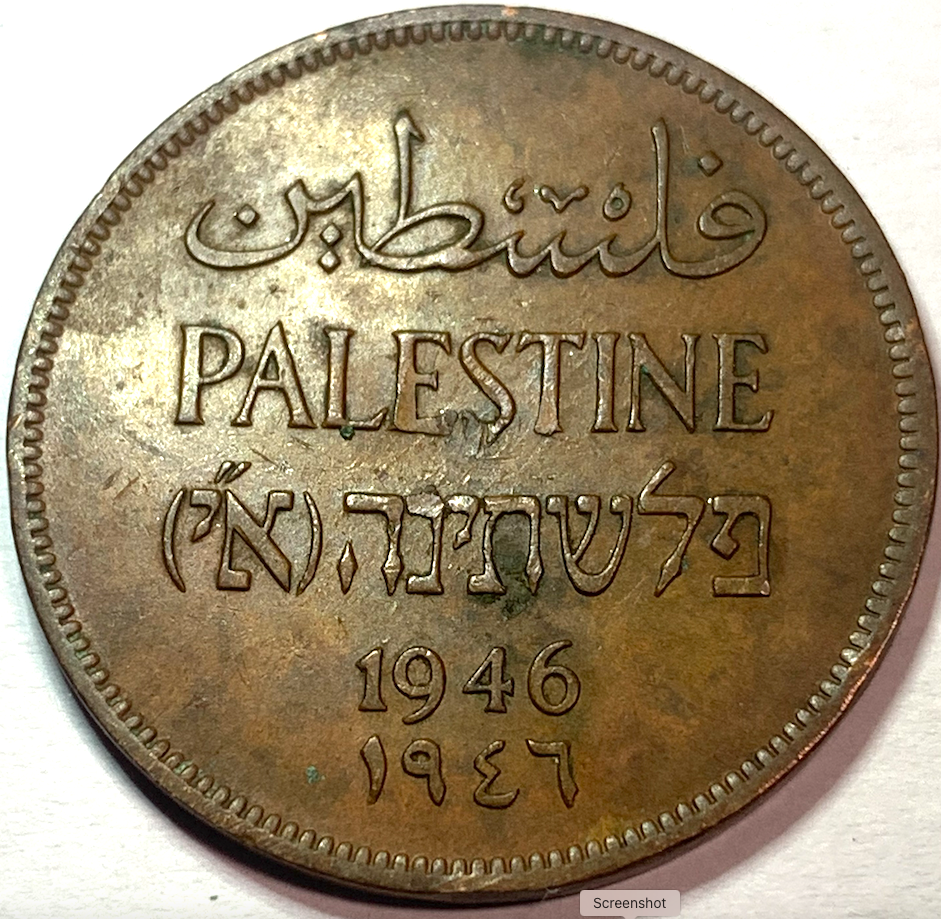 فلسطين
PALESTINE
פלשתינה (א״י)
1946
١٩٤٦
Screenshot